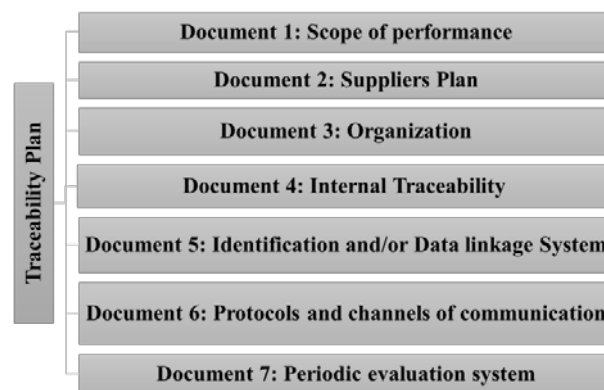 Traceability Plan
Document 1: Scope of performance
Document 2: Suppliers Plan
Document 3: Organization
Document 4: Internal Traceability
Document 5: Identification and/or Data linkage System
Document 6: Protocols and channels of communication
Document 7: Periodic evaluation system